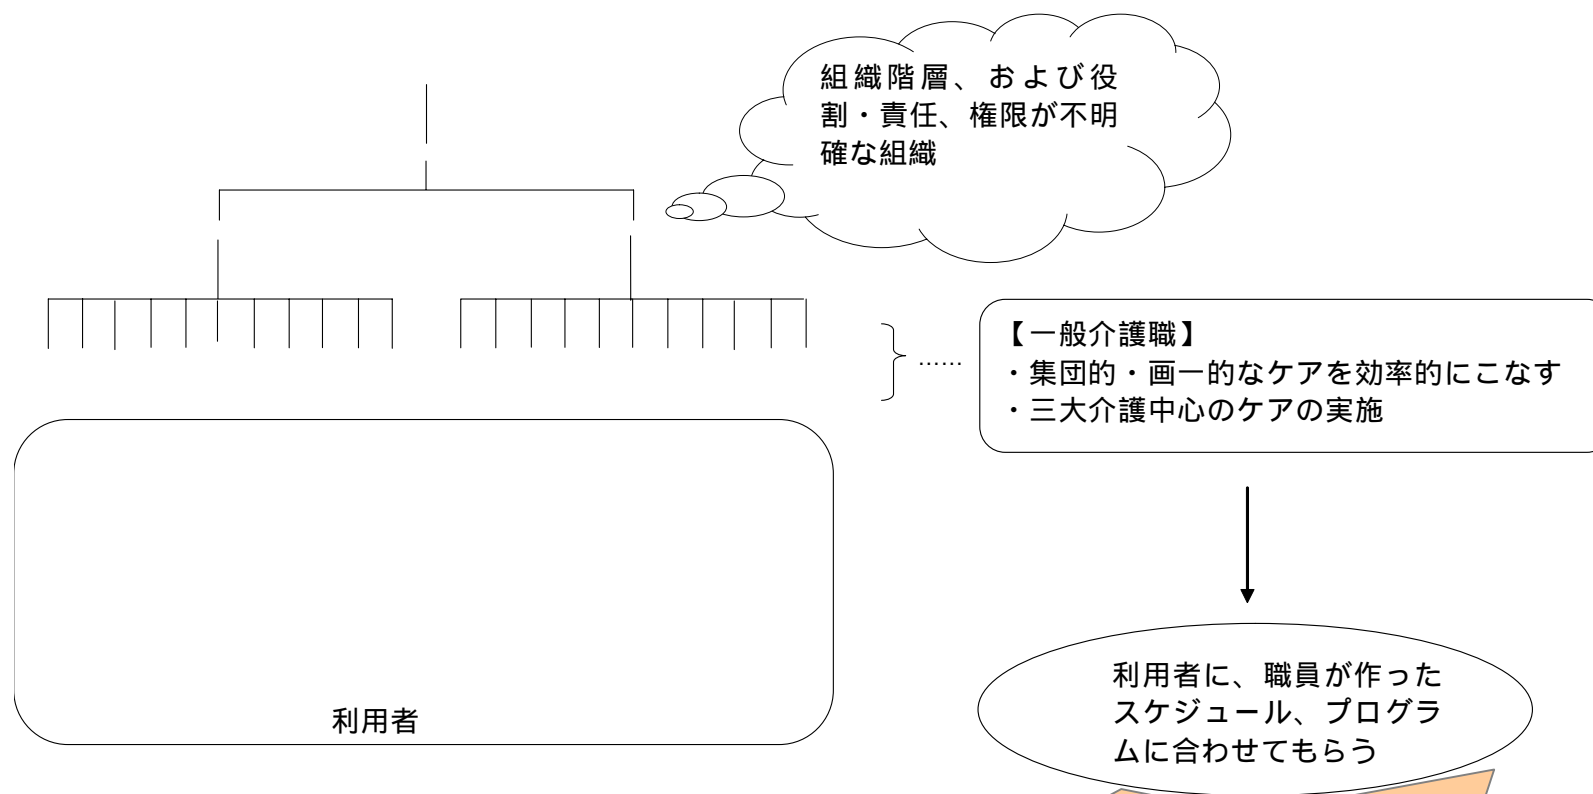 組織階層、および役
割・責任、権限が不明
確な組織
【一般介護職】
・集団的・画一的なケアを効率的にこなす
・三大介護中心のケアの実施
……
利用者に、職員が作った
スケジュール、プログラ
ムに合わせてもらう
利用者